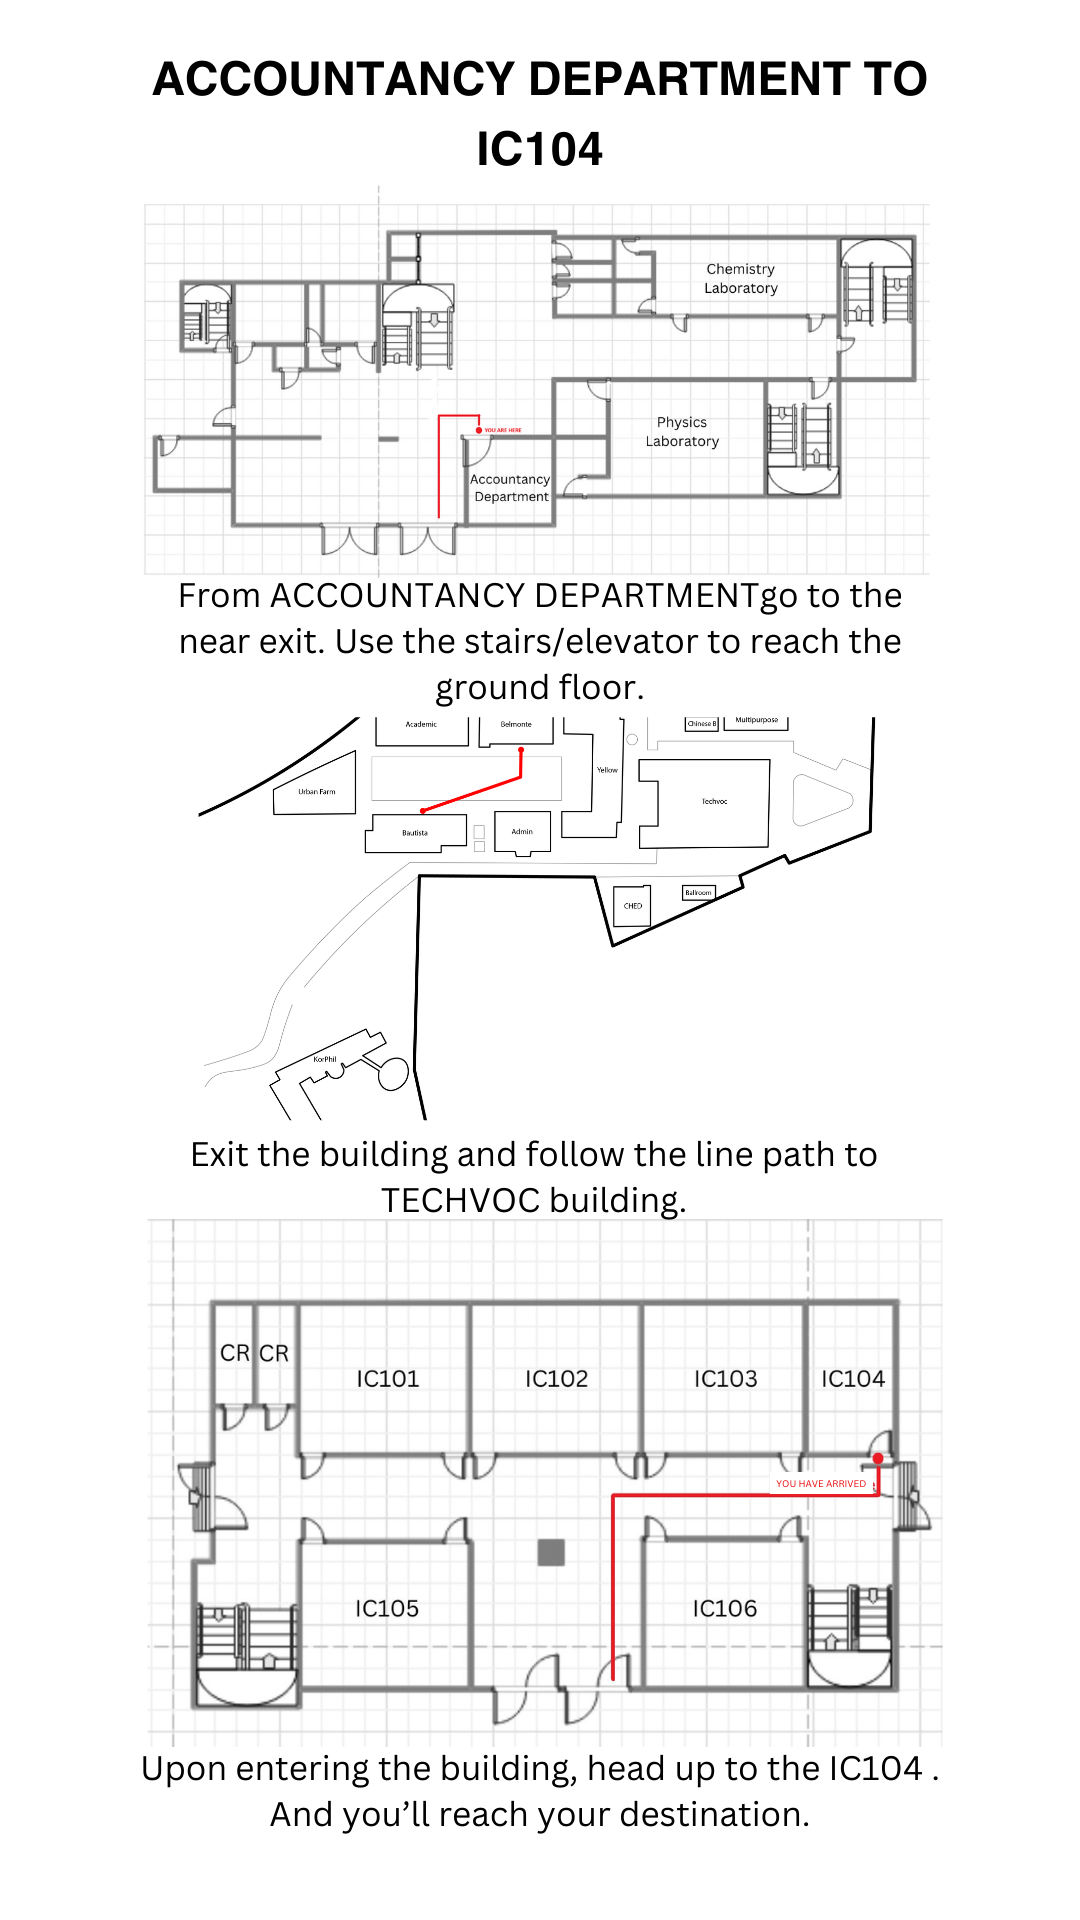 ACCOUNTANCY DEPARTMENT TO
IC104
Chemistry
Laboratory
Physics
Laboratory
YOU ARE HERE
Accountancy
Department
From ACCOUNTANCY DEPARTMENTgo to the
near exit. Use the stairs/elevator to reach the
ground floor.
Academic
Belmonte
Chinese B
Multipurpose
Yellow
Urban Farm
Techvoc
Bautista
Admin
CHED
Ballroom
KorPhil
Exit the building and follow the line path to
TECHVOC building.
CR
CR
IC101
IC102
IC103
IC104
YOU HAVE ARRIVED
IC105
IC106
Upon entering the building, head up to the IC104 .
And you’ll reach your destination.